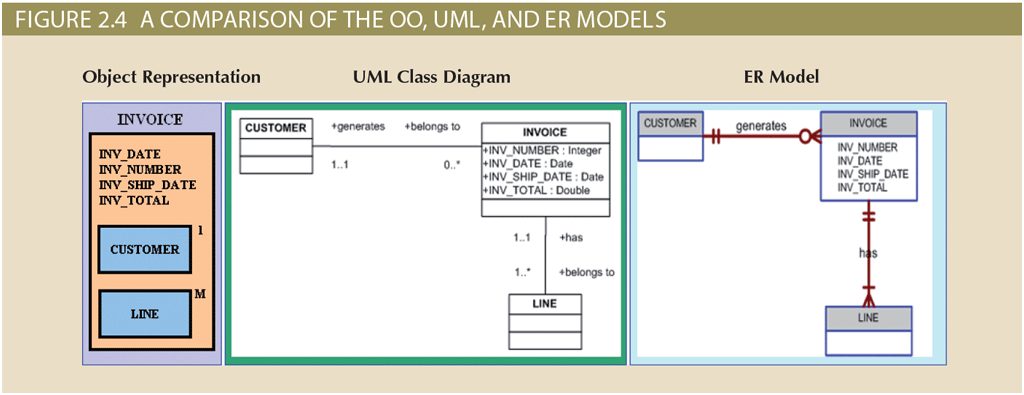 FIGURE 2.4 A COMPARISON OF THE OO, UML, AND ER MODELS
Object Representation
INVOICE
INV_DATE
INV_NUMBER
INV_SHIP_DATE
INV_TOTAL
1
CUSTOMER
M
LINE
UML Class Diagram
CUSTOMER
+generates +belongs to
1..1 0..*
INVOICE
+INV_NUMBER : Integer
+INV_DATE : Date
+INV_SHIP_DATE : Date
+INV_TOTAL : Double
1..1 +has
1..* +belongs to
LINE
ER Model
CUSTOMER
generates
INVOICE
INV_NUMBER
INV_DATE
INV_SHIP_DATE
INV_TOTAL
has
LINE